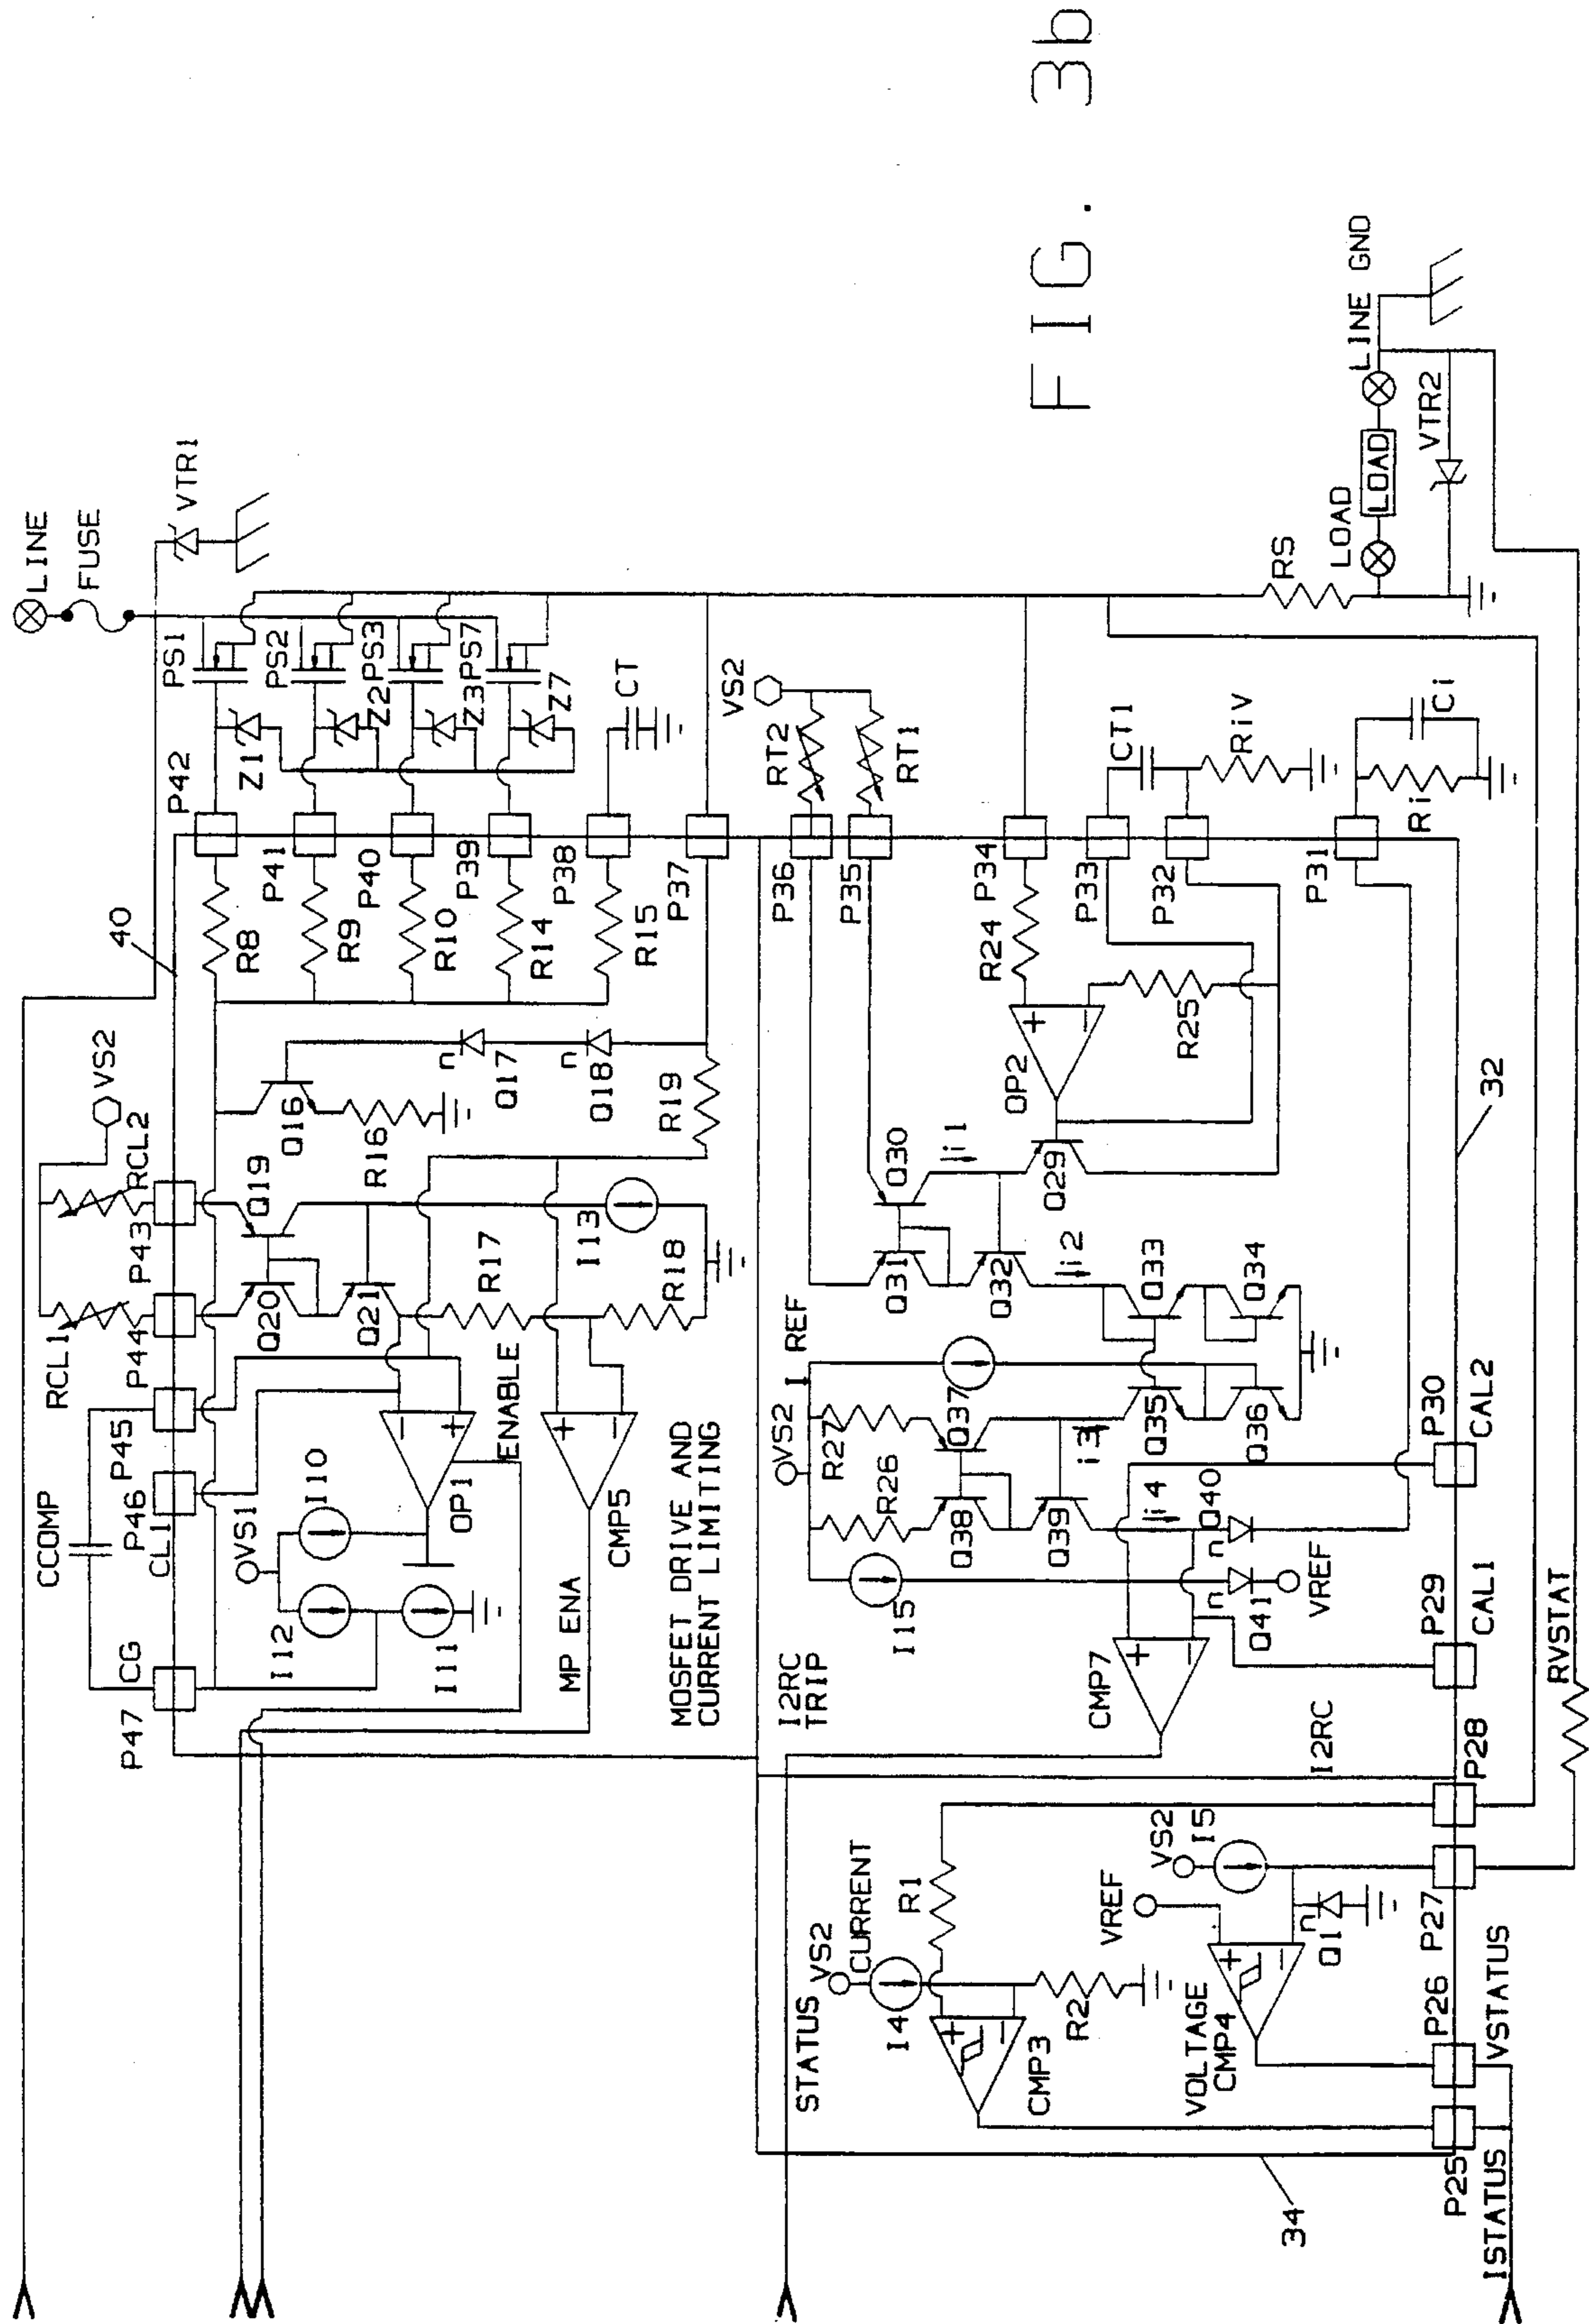 LINE
FUSE
VTR1
PS1
PS2
PS3
PS7
Z1
Z2
Z3
Z7
CT
P42
P41
P40
P39
P38
P37
40
R8
R9
R10
R14
R15
VS2
RCL2
RCL1
P43
P44
P45
P46
P47
CL1
CG
CCOMP
Q16
R16
n
Q17
n
Q18
R19
Q19
Q20
Q21
I13
R17
R18
VS1
I10
I12
I11
−
+
OP1
ENABLE
+
−
CMP5
MP ENA
MOSFET DRIVE AND
CURRENT LIMITING
VS2
RT2
RT1
P36
P35
P34
P33
P32
P31
CT1
RiV
Ri
Ci
R24
R25
+
−
OP2
Q29
Q30
i1
Q31
Q32
i2
Q33
Q34
I REF
VS2
R27
R26
Q37
Q38
Q39
i3
Q35
Q36
i4
n
Q40
I15
n
Q41
VREF
I2RC
TRIP
+
−
CMP7
I2RC
P30
CAL2
P29
CAL1
32
P28
P27
P26
P25
RVSTAT
VSTATUS
ISTATUS
STATUS
VS2
CURRENT
I4
R1
R2
+
−
CMP3
VOLTAGE
CMP4
+
−
VREF
VS2
I5
n
Q1
34
RS
LOAD
LOAD
LINE GND
VTR2
FIG. 3b